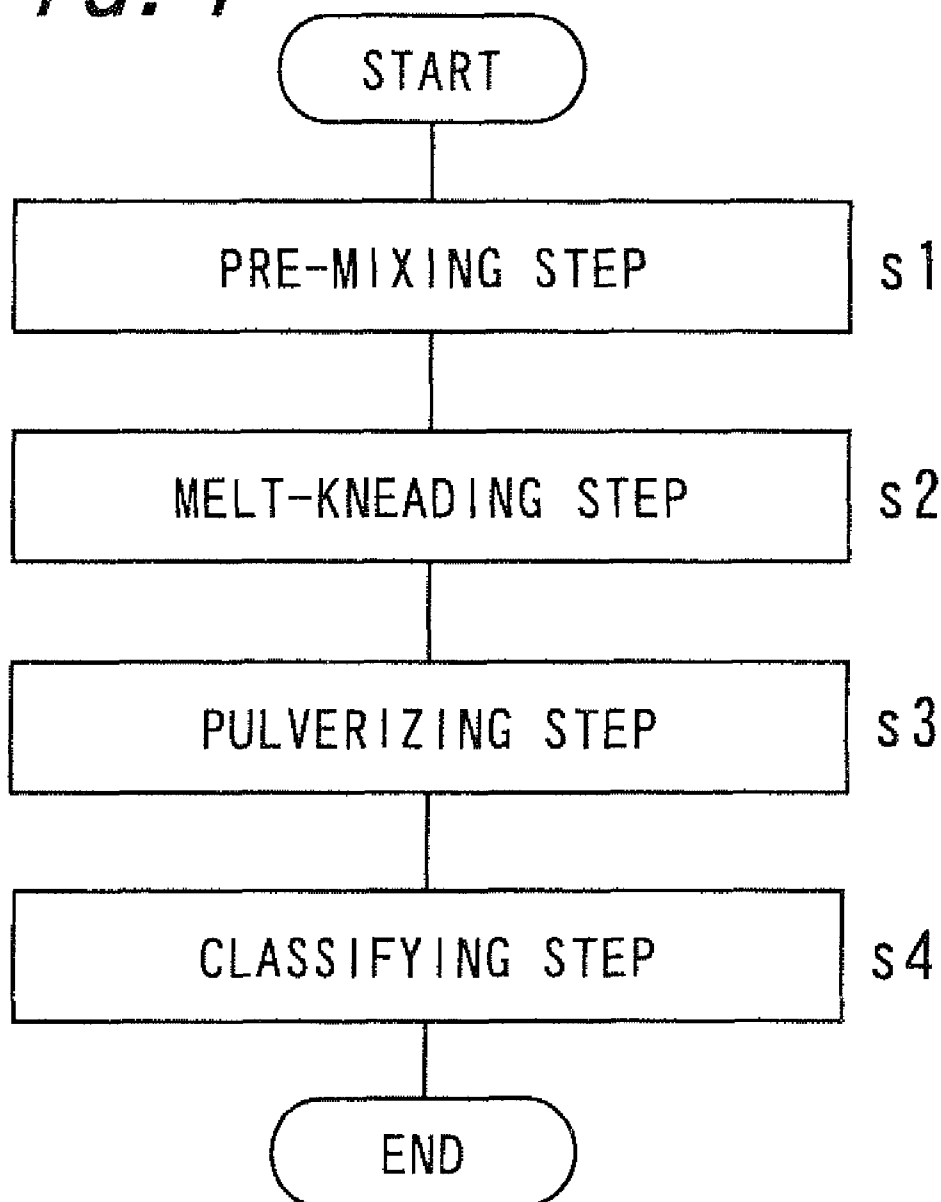 START
PRE-MIXING STEP s1
MELT-KNEADING STEP s2
PULVERIZING STEP s3
CLASSIFYING STEP s4
END